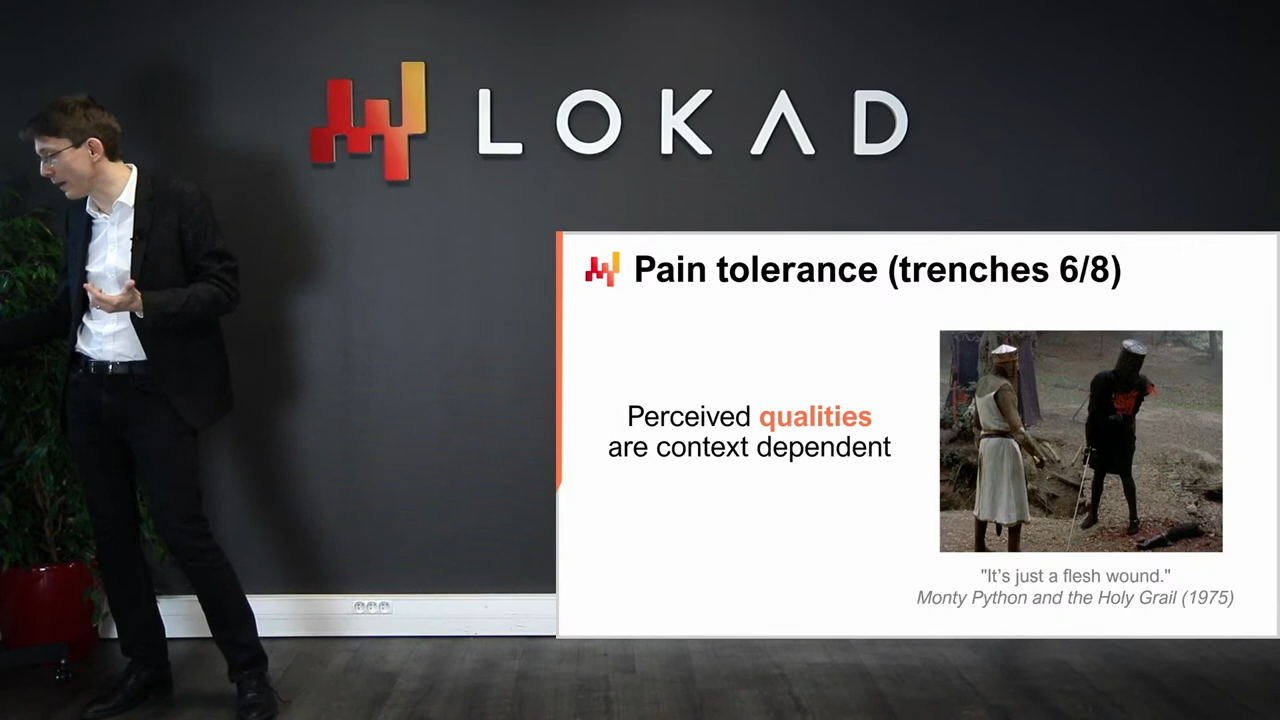 LOKAD
Pain tolerance (trenches 6/8)
Perceived qualities
are context dependent
"It's just a flesh wound."
Monty Python and the Holy Grail (1975)